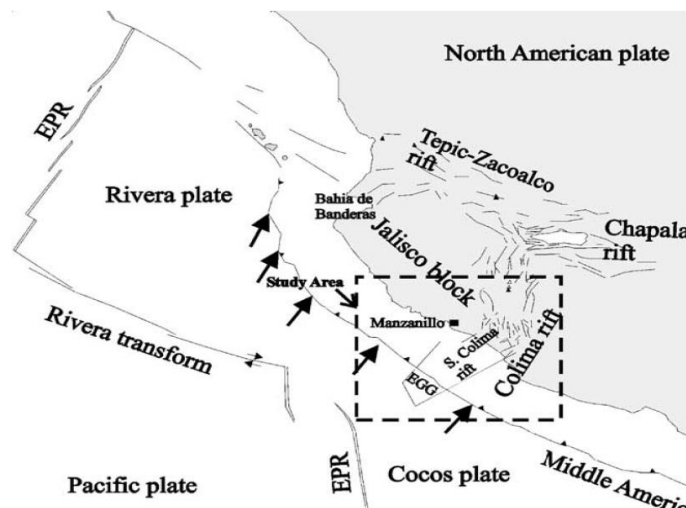 North American plate
EPR
Tepic-Zacoalco
rift
Rivera plate
Bahia de
Banderas
Chapala
rift
Jalisco block
Study Area
Manzanillo
Rivera transform
S. Colima
rift
Colima rift
EGG
Cocos plate
Middle Ameri
Pacific plate
EPR